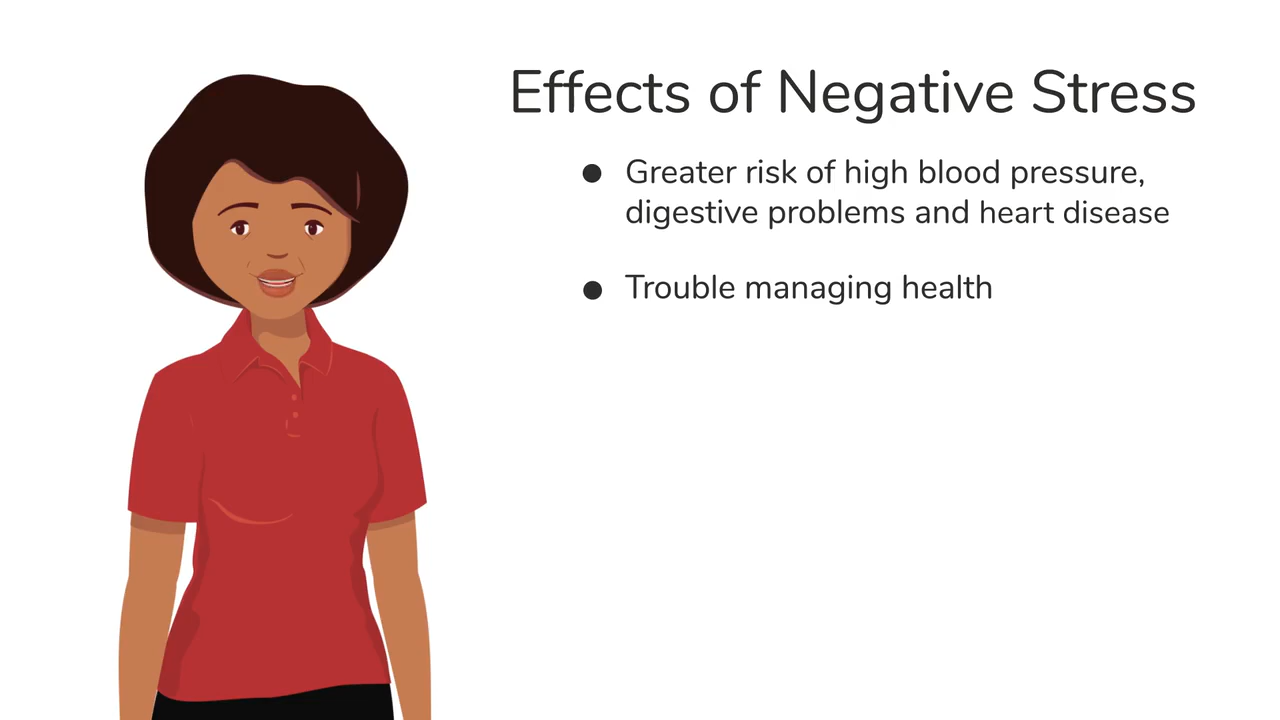 Effects of Negative Stress
● Greater risk of high blood pressure,
digestive problems and heart disease
● Trouble managing health